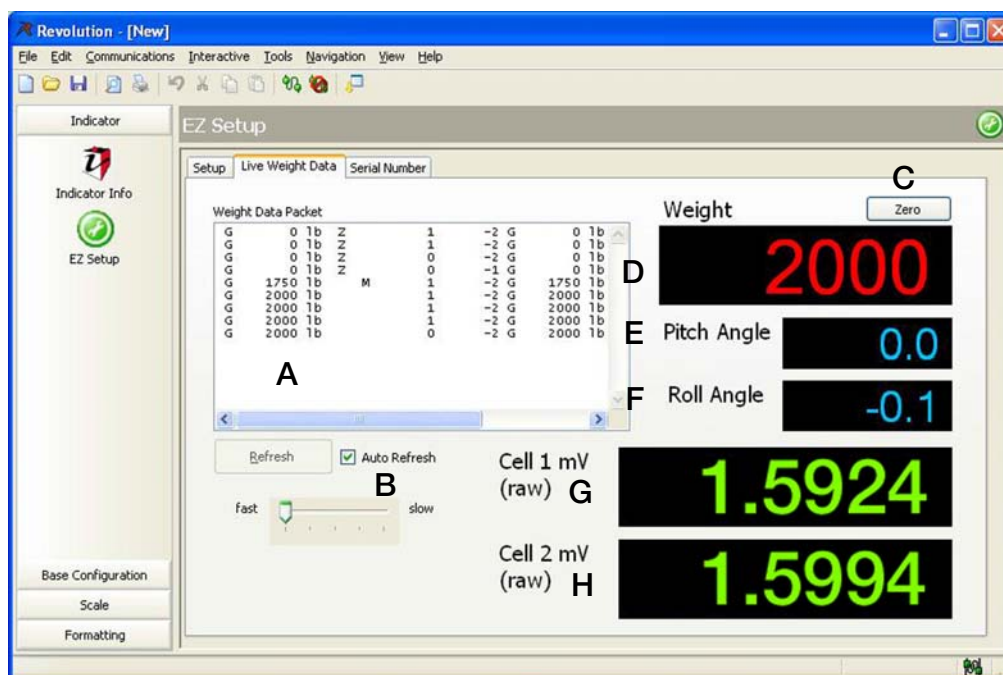 Revolution - [New]
File Edit Communications Interactive Tools Navigation View Help
Indicator
Indicator Info
EZ Setup
Base Configuration
Scale
Formatting
EZ Setup
Setup Live Weight Data Serial Number
Weight Data Packet
G 0 lb Z 1 -2 G 0 lb
G 0 lb Z 1 -2 G 0 lb
G 0 lb Z 0 -2 G 0 lb
G 0 lb Z 0 -1 G 0 lb
G 1750 lb M 1 -2 G 1750 lb
G 2000 lb 1 -2 G 2000 lb
G 2000 lb 1 -2 G 2000 lb
G 2000 lb 1 -2 G 2000 lb
G 2000 lb 0 -2 G 2000 lb
A
Refresh Auto Refresh
B
fast slow
C
Weight Zero
D 2000
E Pitch Angle 0.0
F Roll Angle -0.1
Cell 1 mV
(raw) G 1.5924
Cell 2 mV
(raw) H 1.5994